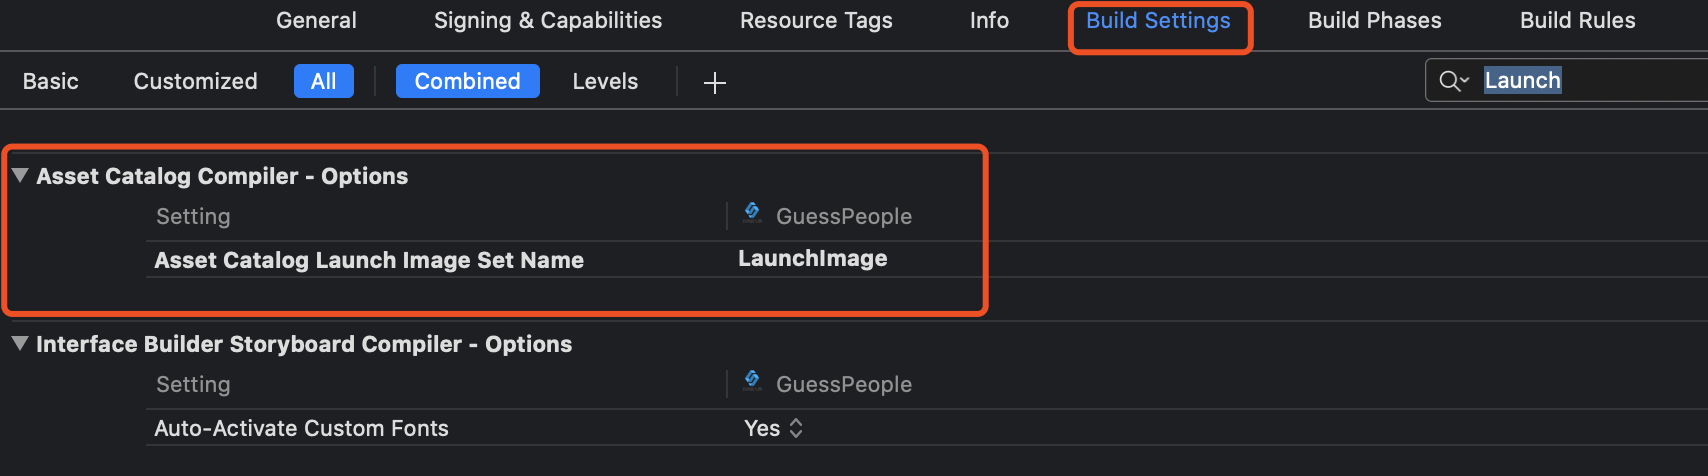 General Signing & Capabilities Resource Tags Info Build Settings Build Phases Build Rules
Basic Customized All Combined Levels + Launch
Asset Catalog Compiler - Options
Setting GuessPeople
Asset Catalog Launch Image Set Name LaunchImage
Interface Builder Storyboard Compiler - Options
Setting GuessPeople
Auto-Activate Custom Fonts Yes